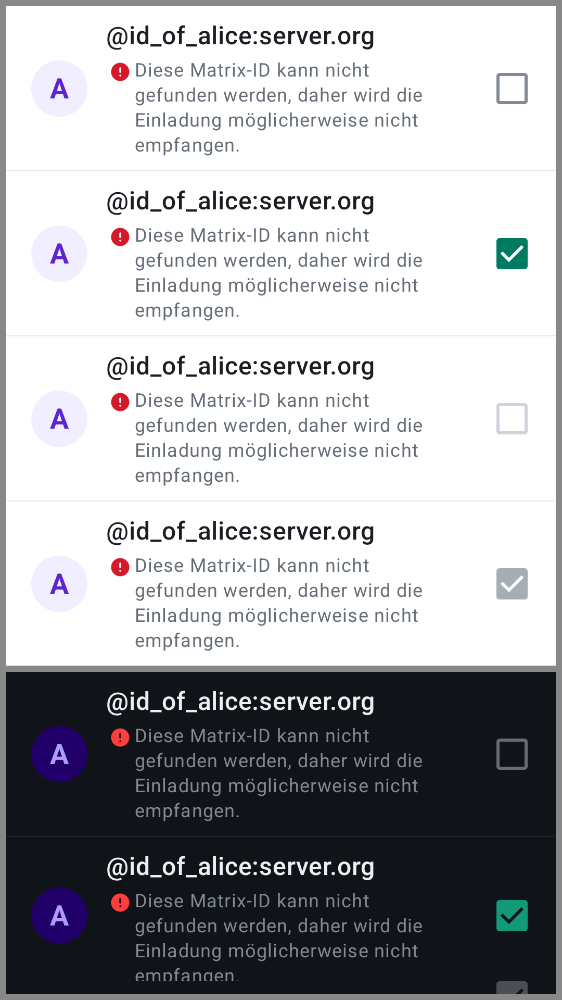 @id_of_alice:server.org
A
Diese Matrix-ID kann nicht
gefunden werden, daher wird die
Einladung möglicherweise nicht
empfangen.
@id_of_alice:server.org
A
Diese Matrix-ID kann nicht
gefunden werden, daher wird die
Einladung möglicherweise nicht
empfangen.
@id_of_alice:server.org
A
Diese Matrix-ID kann nicht
gefunden werden, daher wird die
Einladung möglicherweise nicht
empfangen.
@id_of_alice:server.org
A
Diese Matrix-ID kann nicht
gefunden werden, daher wird die
Einladung möglicherweise nicht
empfangen.
@id_of_alice:server.org
A
Diese Matrix-ID kann nicht
gefunden werden, daher wird die
Einladung möglicherweise nicht
empfangen.
@id_of_alice:server.org
A
Diese Matrix-ID kann nicht
gefunden werden, daher wird die
Einladung möglicherweise nicht
empfangen.